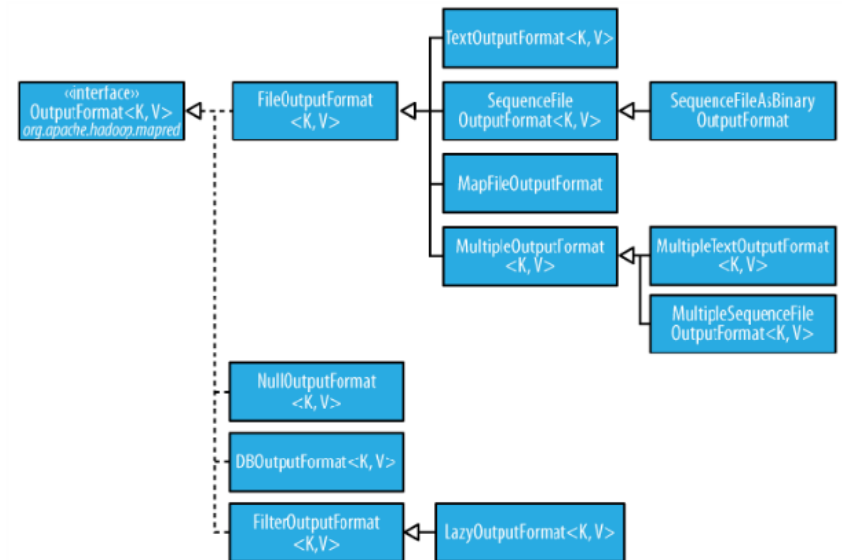 «interface»
OutputFormat<K, V>
org.apache.hadoop.mapred
FileOutputFormat
<K, V>
TextOutputFormat<K, V>
SequenceFile
OutputFormat<K, V>
SequenceFileAsBinary
OutputFormat
MapFileOutputFormat
MultipleOutputFormat
<K, V>
MultipleTextOutputFormat
<K, V>
MultipleSequenceFile
OutputFormat<K, V>
NullOutputFormat
<K, V>
DBOutputFormat<K, V>
FilterOutputFormat
<K,V>
LazyOutputFormat<K, V>